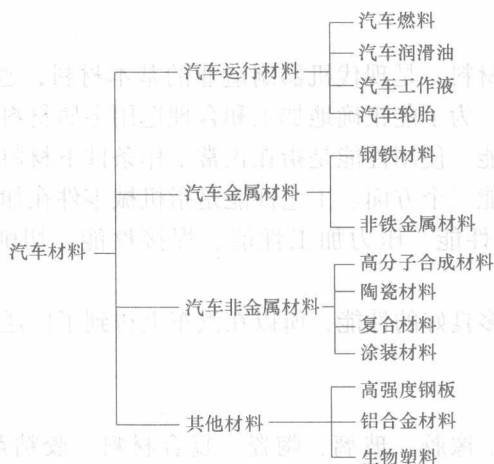 汽车材料
汽车运行材料
汽车燃料
汽车润滑油
汽车工作液
汽车轮胎
汽车金属材料
钢铁材料
非铁金属材料
汽车非金属材料
高分子合成材料
陶瓷材料
复合材料
涂装材料
其他材料
高强度钢板
铝合金材料
生物塑料